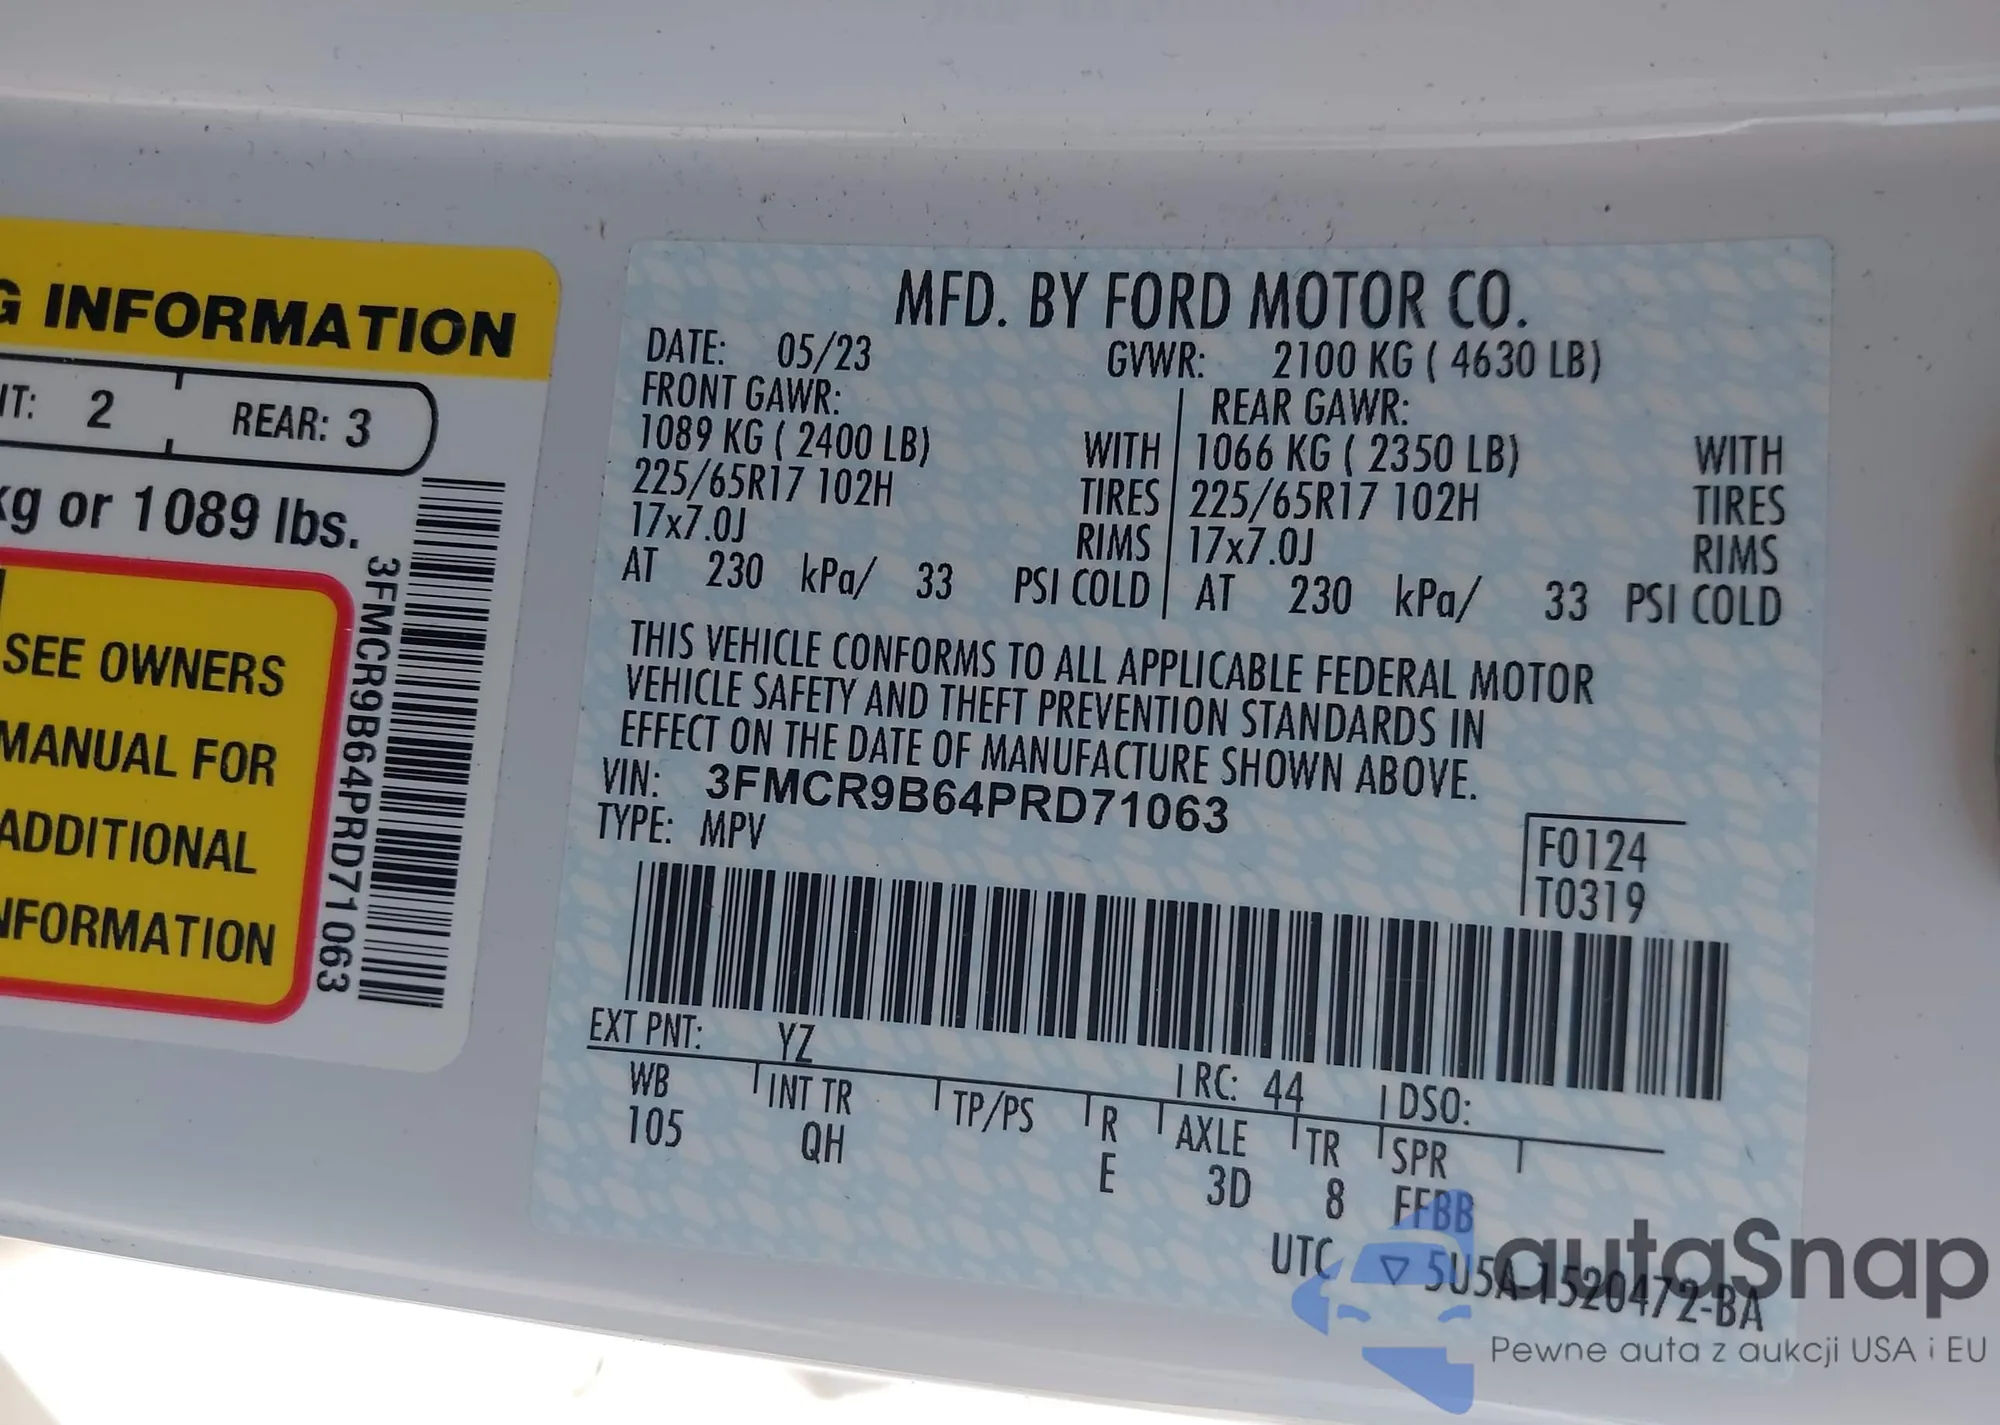 G INFORMATION
2 REAR: 3
kg or 1089 lbs.
SEE OWNERS
MANUAL FOR
ADDITIONAL
INFORMATION
3FMCR9B64PRD71063
MFD. BY FORD MOTOR CO.
DATE: 05/23 GVWR: 2100 KG ( 4630 LB)
FRONT GAWR: REAR GAWR:
1089 KG ( 2400 LB) WITH 1066 KG ( 2350 LB) WITH
225/65R17 102H TIRES 225/65R17 102H TIRES
17x7.0J RIMS 17x7.0J RIMS
AT 230 kPa/ 33 PSI COLD AT 230 kPa/ 33 PSI COLD
THIS VEHICLE CONFORMS TO ALL APPLICABLE FEDERAL MOTOR
VEHICLE SAFETY AND THEFT PREVENTION STANDARDS IN
EFFECT ON THE DATE OF MANUFACTURE SHOWN ABOVE.
VIN: 3FMCR9B64PRD71063
TYPE: MPV
F0124
T0319
EXT PNT: YZ RC: 44 DSO:
WB INT TR TP/PS R AXLE TR SPR
105 QH E 3D 8 FFBB
UTC ▽ 5U5A-1520472-BA
autaSnap
Pewne auta z aukcji USA i EU